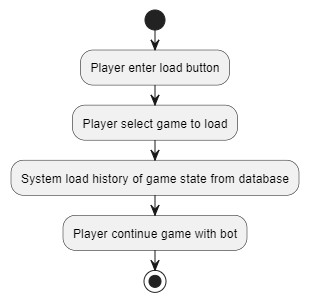 Player enter load button
Player select game to load
System load history of game state from database
Player continue game with bot